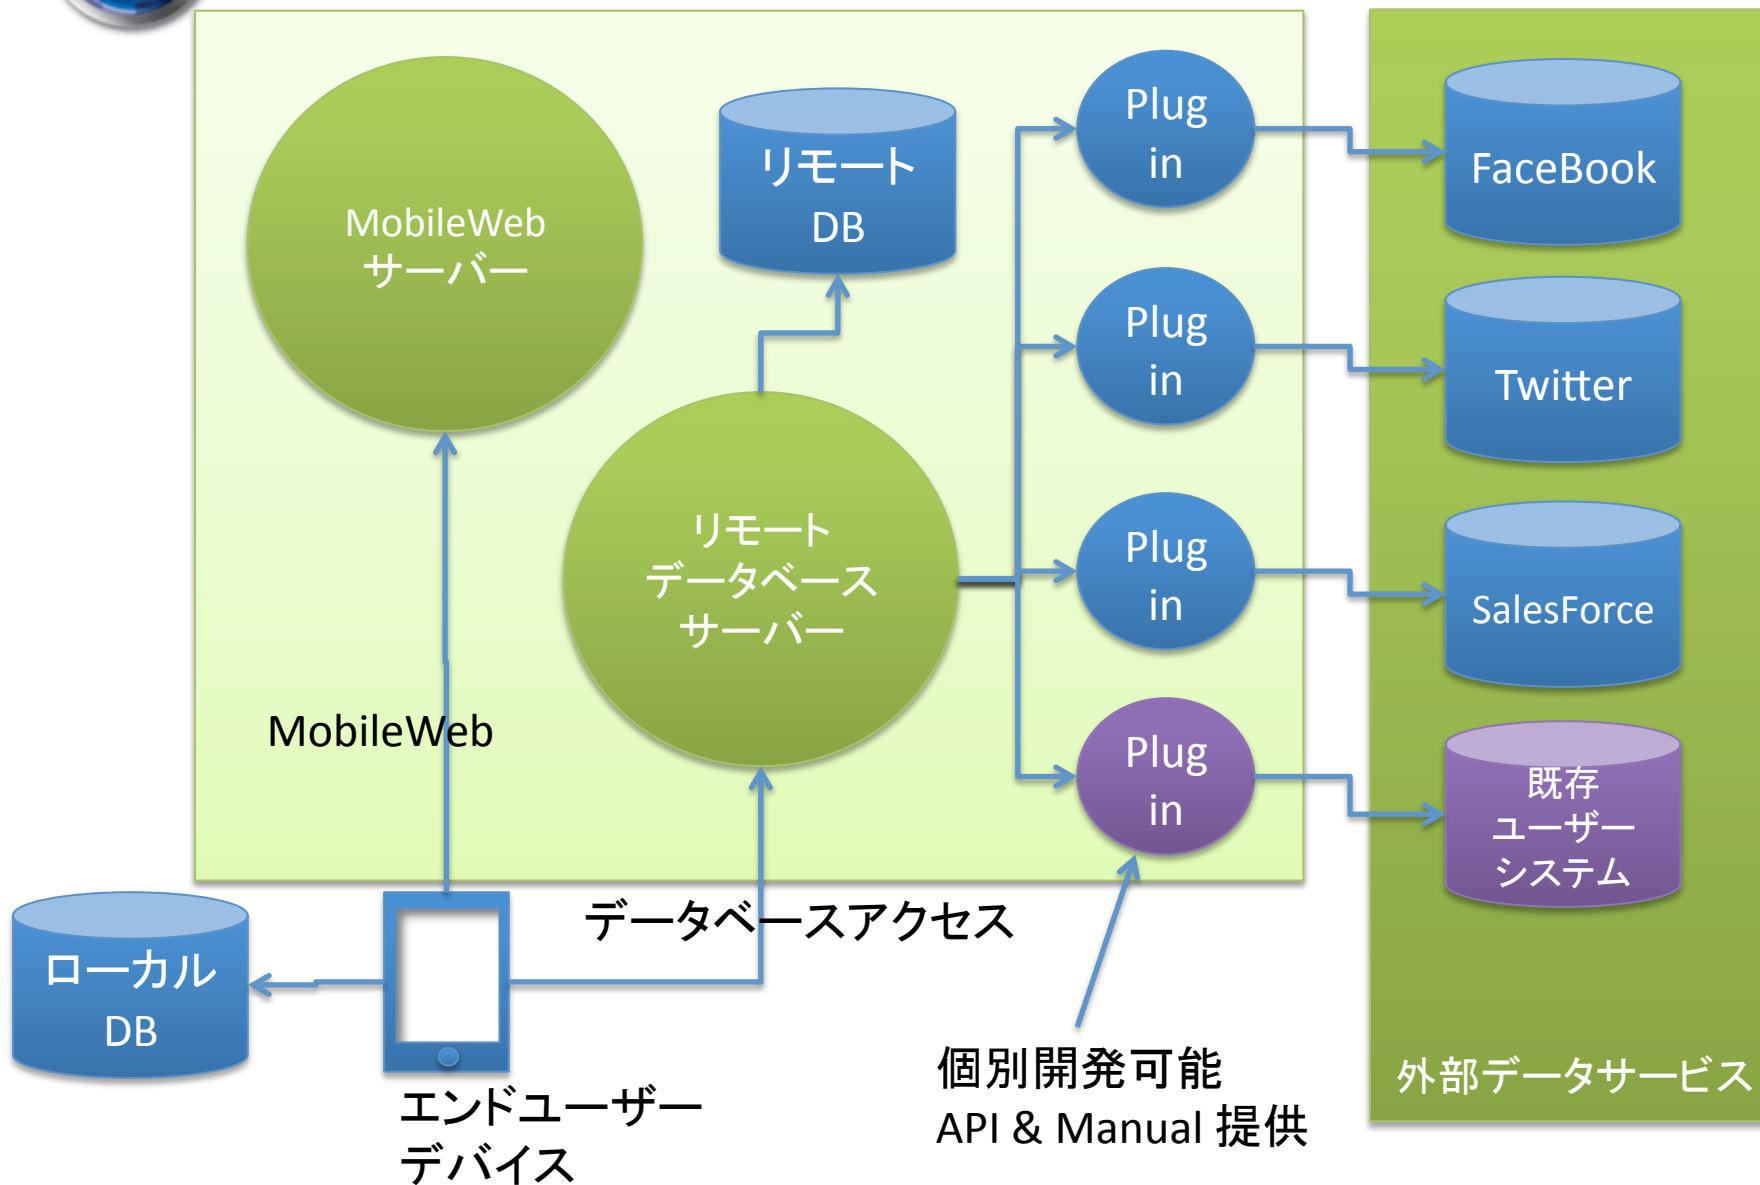 MobileWeb
サーバー
リモート
DB
Plug
in
FaceBook
Plug
in
Twitter
リモート
データベース
サーバー
Plug
in
SalesForce
MobileWeb
Plug
in
既存
ユーザー
システム
データベースアクセス
ローカル
DB
エンドユーザー
デバイス
個別開発可能
API & Manual 提供
外部データサービス